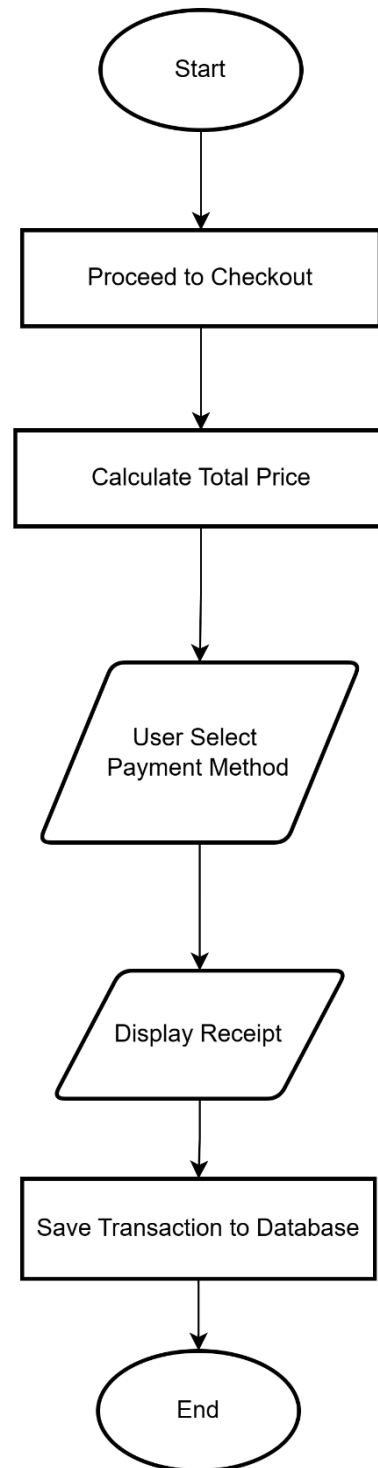 Start
Proceed to Checkout
Calculate Total Price
User Select
Payment Method
Display Receipt
Save Transaction to Database
End